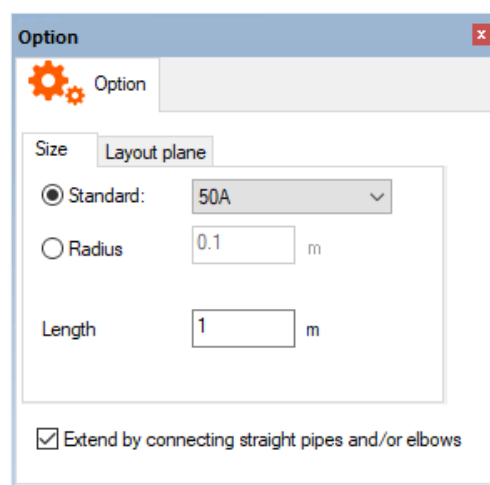 Option
x
Option
Size Layout plane
Standard: 50A
Radius 0.1 m
Length 1 m
Extend by connecting straight pipes and/or elbows